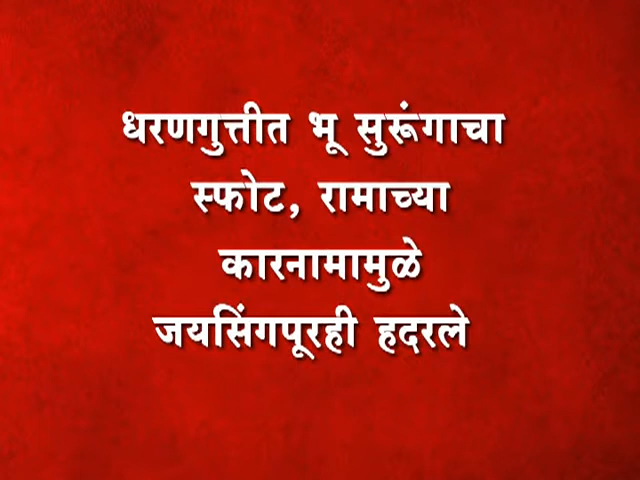 धरणगुत्तीत भू सुरूंगाचा
स्फोट, रामाच्या
कारनामामुळे
जयसिंगपूरही हदरले